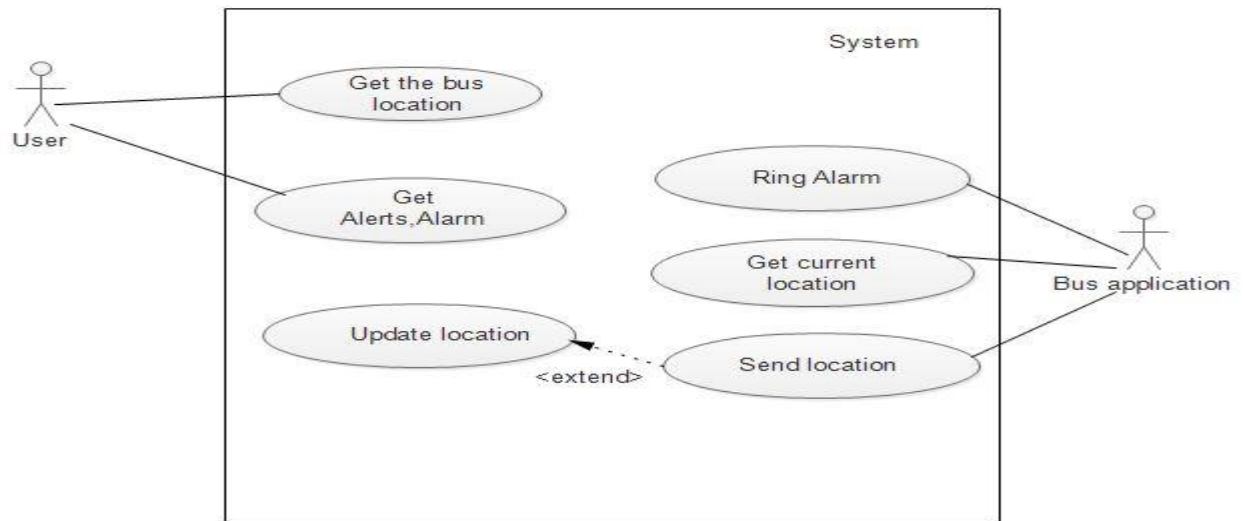 System
User
Get the bus
location
Get
Alerts,Alarm
Update location
<extend>
Ring Alarm
Get current
location
Send location
Bus application